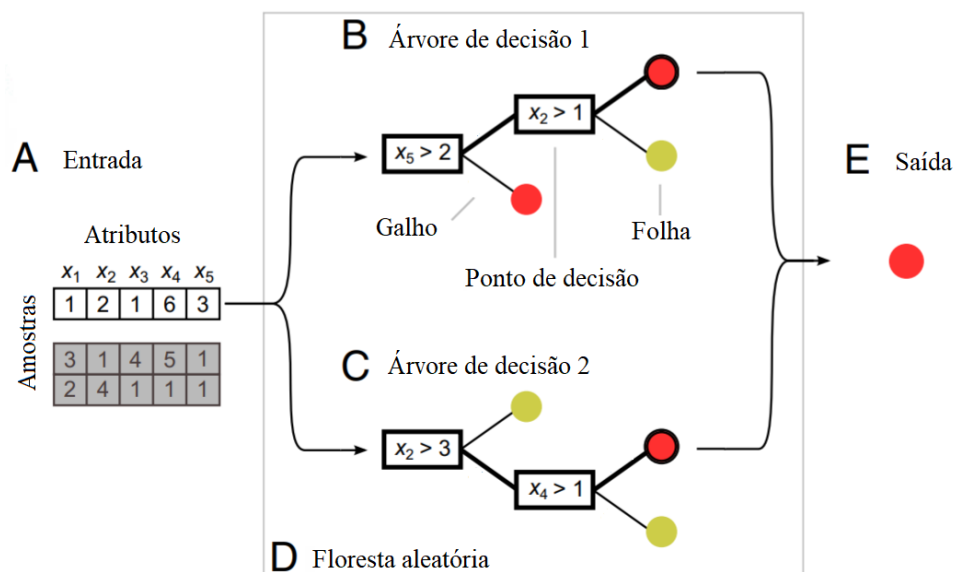 B Árvore de decisão 1
x₂ > 1
A Entrada
x₅ > 2
E Saída
Galho
Folha
Atributos
Ponto de decisão
x₁ x₂ x₃ x₄ x₅
1 2 1 6 3
Amostras
3 1 4 5 1
2 4 1 1 1
C Árvore de decisão 2
x₂ > 3
x₄ > 1
D Floresta aleatória